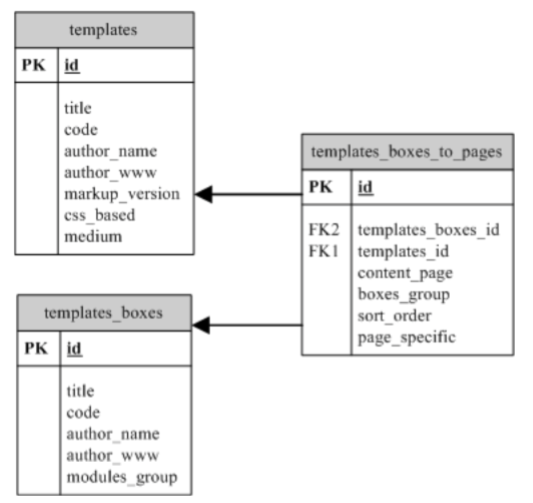 templates
PK id
title
code
author_name
author_www
markup_version
css_based
medium
templates_boxes_to_pages
PK id
FK2 templates_boxes_id
FK1 templates_id
content_page
boxes_group
sort_order
page_specific
templates_boxes
PK id
title
code
author_name
author_www
modules_group